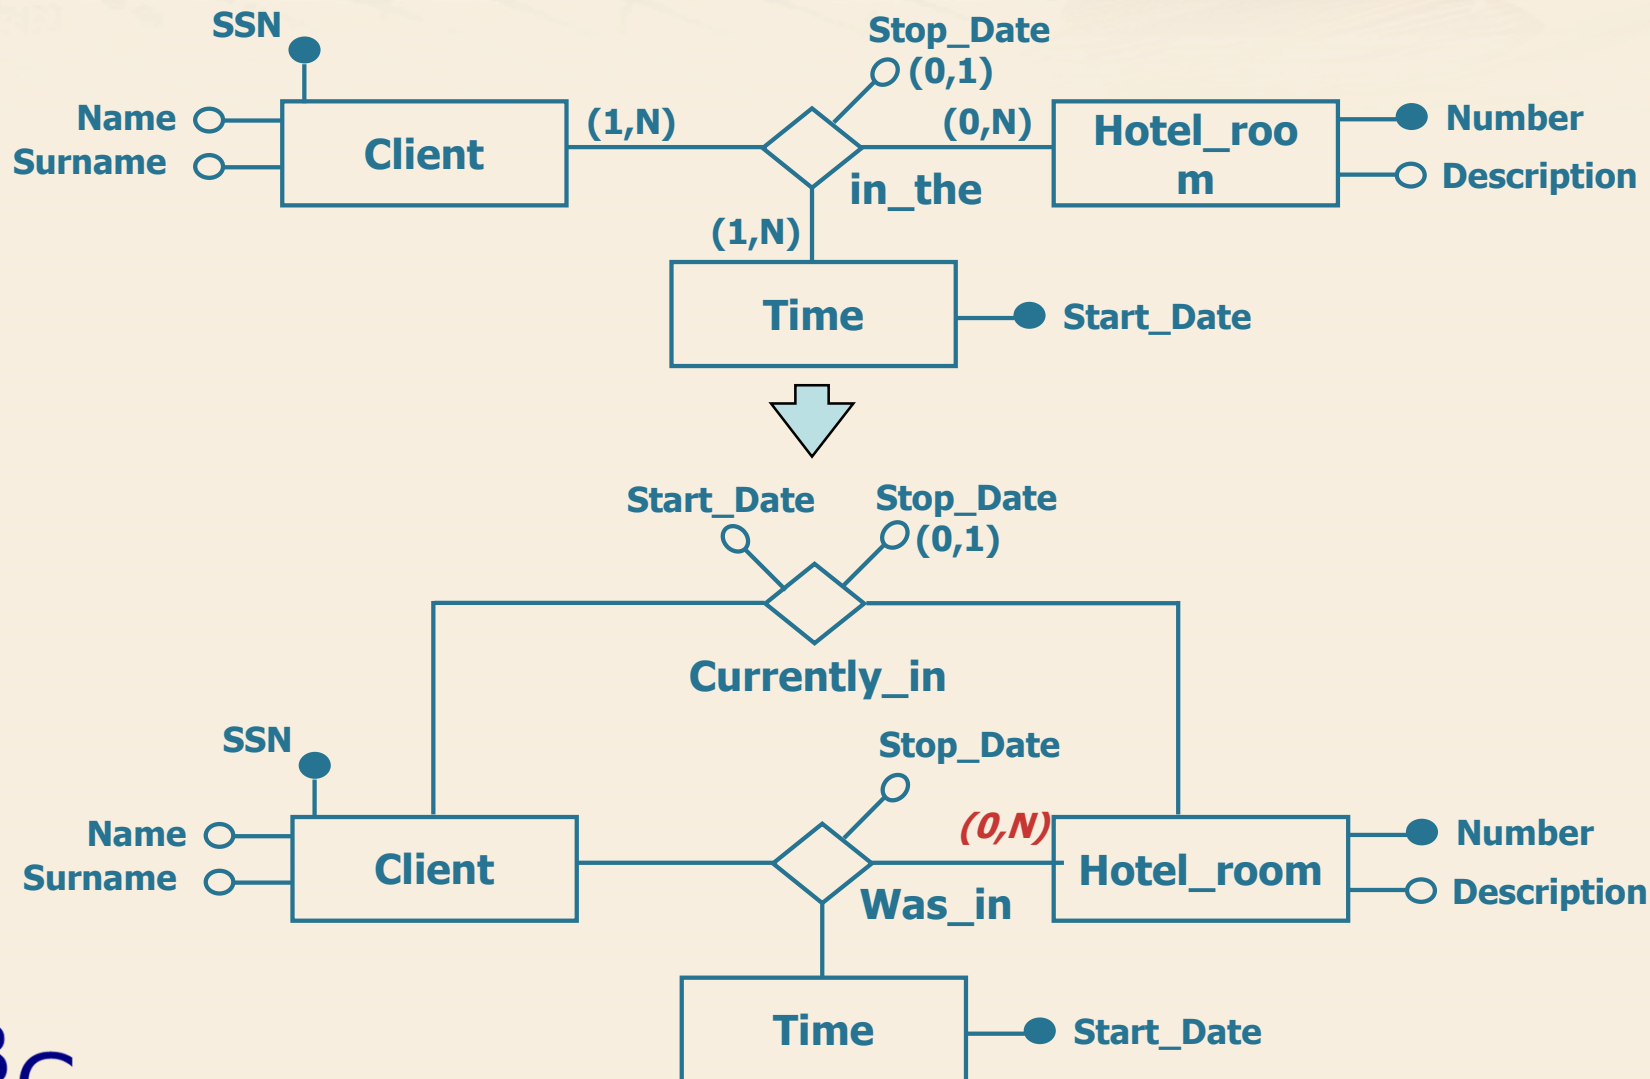 SSN
Stop_Date
(0,1)
Name
Surname
Client
(1,N)
(0,N)
Hotel_roo
m
Number
Description
in_the
(1,N)
Time
Start_Date
Start_Date
Stop_Date
(0,1)
Currently_in
SSN
Stop_Date
Name
Surname
Client
(0,N)
Hotel_room
Number
Description
Was_in
Time
Start_Date